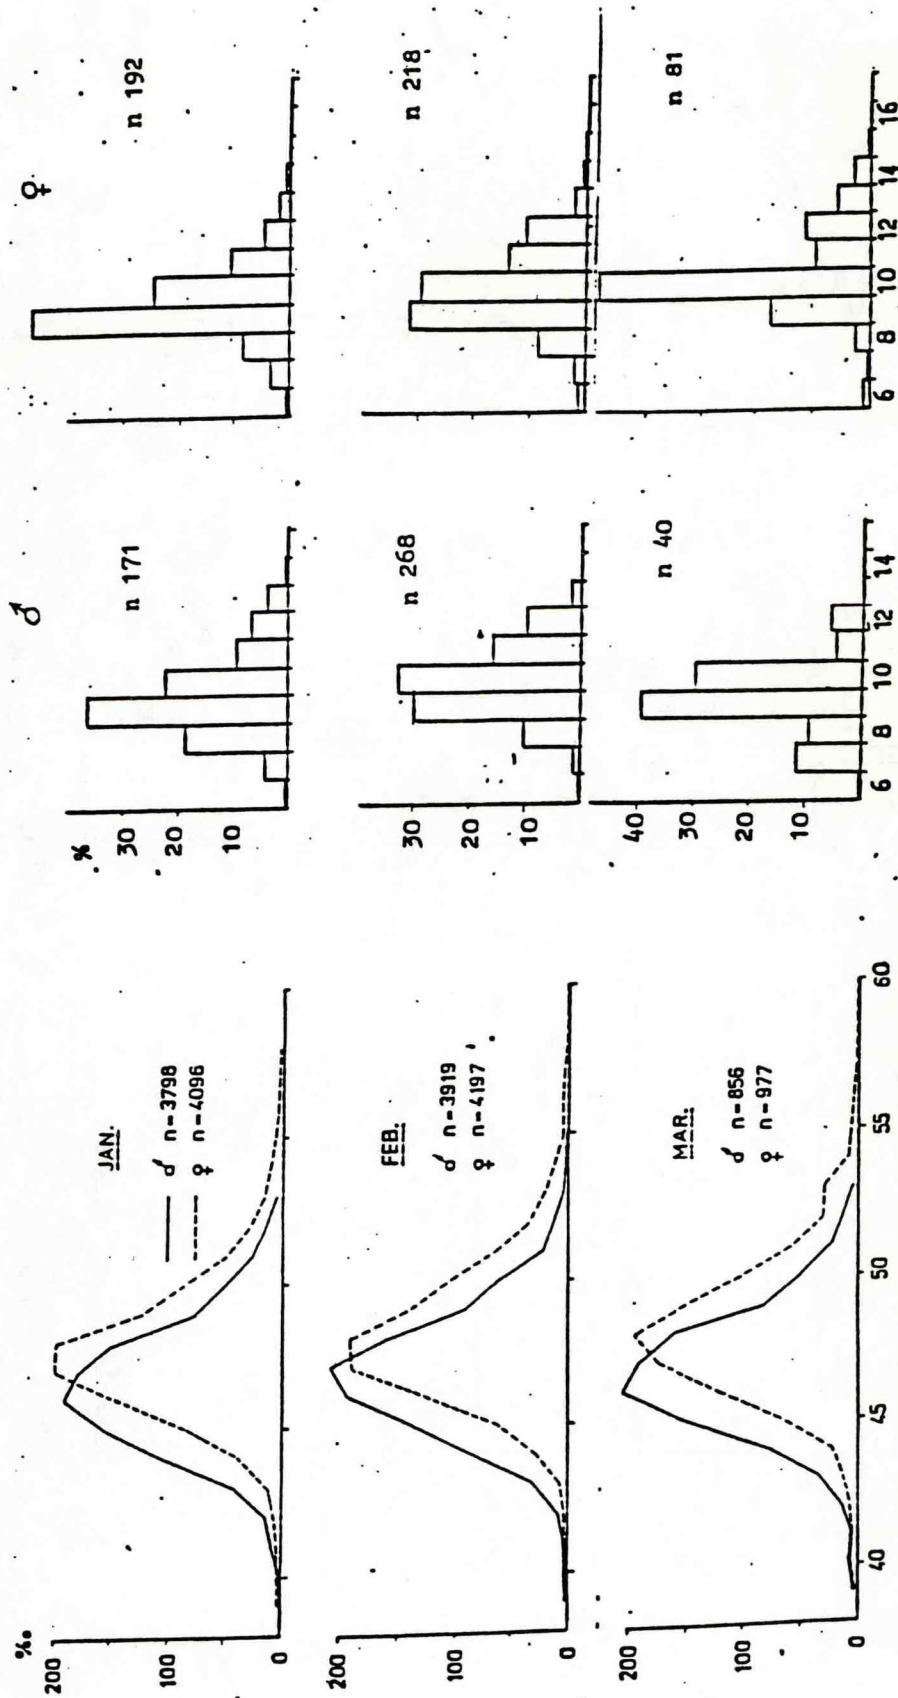 ‰ % ♂ ♀
JAN.
♂ n=3798
♀ n=4096
200
100
0
30
20
10
n 171
n 192
FEB.
♂ n=3919
♀ n=4197
200
100
0
30
20
10
n 268
n 218
MAR.
♂ n=856
♀ n=977
200
100
0
40
30
20
10
n 40
n 81
40 45 50 55 60
6 8 10 12 14
6 8 10 12 14 16